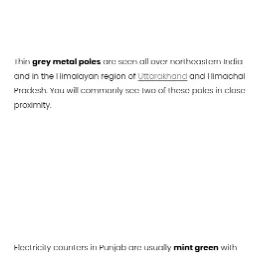 Thin grey metal poles are seen all over northeastern India
and in the Himalayan region of Uttarakhand and Himachal
Pradesh. You will commonly see two of these poles in close
proximity.
Electricity counters in Punjab are usually mint green with